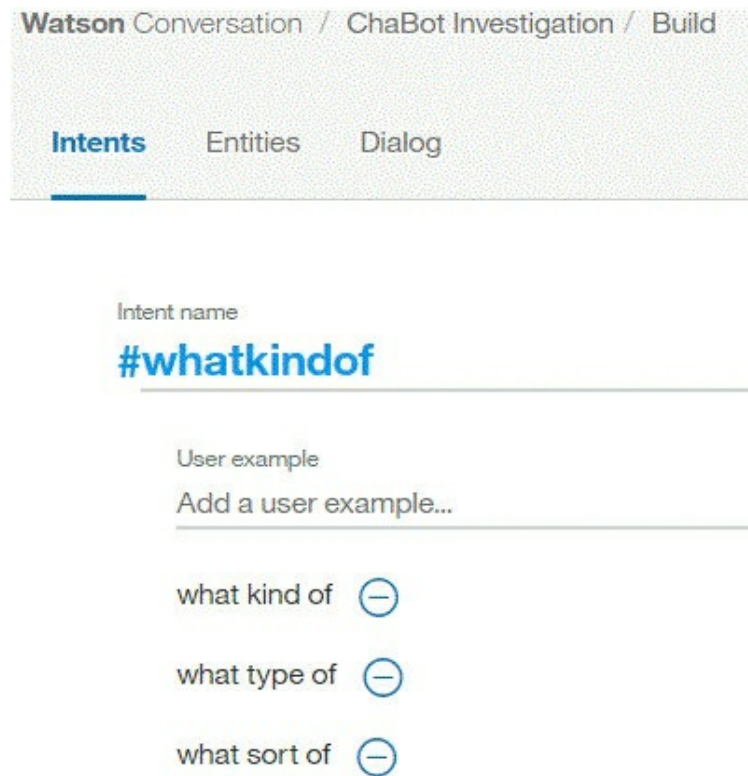 Watson Conversation / ChaBot Investigation / Build
Intents Entities Dialog
Intent name
#whatkindof
User example
Add a user example...
what kind of
what type of
what sort of